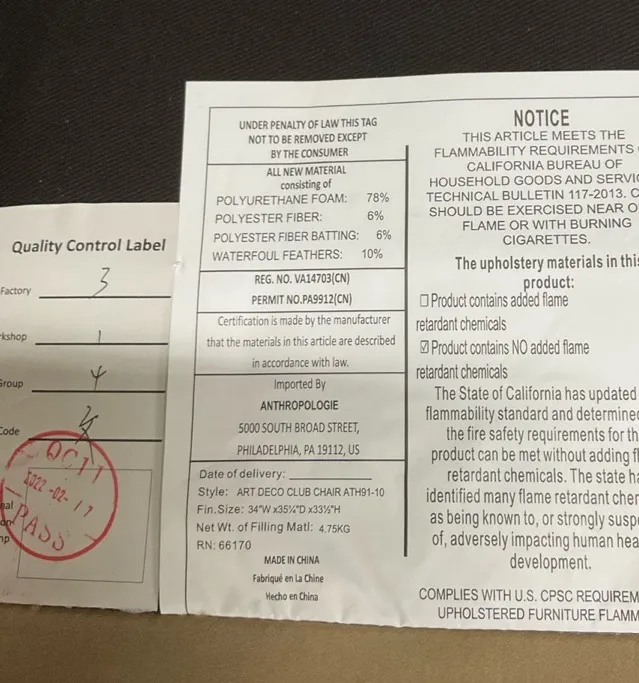 Quality Control Label
Factory 3
kshop 1
Group 4
Code
QC11
2022-02-17
PASS
UNDER PENALTY OF LAW THIS TAG
NOT TO BE REMOVED EXCEPT
BY THE CONSUMER
ALL NEW MATERIAL
consisting of
POLYURETHANE FOAM: 78%
POLYESTER FIBER: 6%
POLYESTER FIBER BATTING: 6%
WATERFOUL FEATHERS: 10%
REG. NO. VA14703(CN)
PERMIT NO.PA9912(CN)
Certification is made by the manufacturer
that the materials in this article are described
in accordance with law.
Imported By
ANTHROPOLOGIE
5000 SOUTH BROAD STREET,
PHILADELPHIA, PA 19112, US
Date of delivery:
Style: ART DECO CLUB CHAIR ATH91-10
Fin.Size: 34"W x35¼"D x33½"H
Net Wt. of Filling Matl: 4.75KG
RN: 66170
MADE IN CHINA
Fabriqué en La Chine
Hecho en China
NOTICE
THIS ARTICLE MEETS THE
FLAMMABILITY REQUIREMENTS
CALIFORNIA BUREAU OF
HOUSEHOLD GOODS AND SERVIC
TECHNICAL BULLETIN 117-2013. C
SHOULD BE EXERCISED NEAR O
FLAME OR WITH BURNING
CIGARETTES.
The upholstery materials in this
product:
☐ Product contains added flame
retardant chemicals
☑ Product contains NO added flame
retardant chemicals
The State of California has updated
flammability standard and determined
the fire safety requirements for th
product can be met without adding fl
retardant chemicals. The state ha
identified many flame retardant chem
as being known to, or strongly suspe
of, adversely impacting human hea
development.
COMPLIES WITH U.S. CPSC REQUIREM
UPHOLSTERED FURNITURE FLAMM